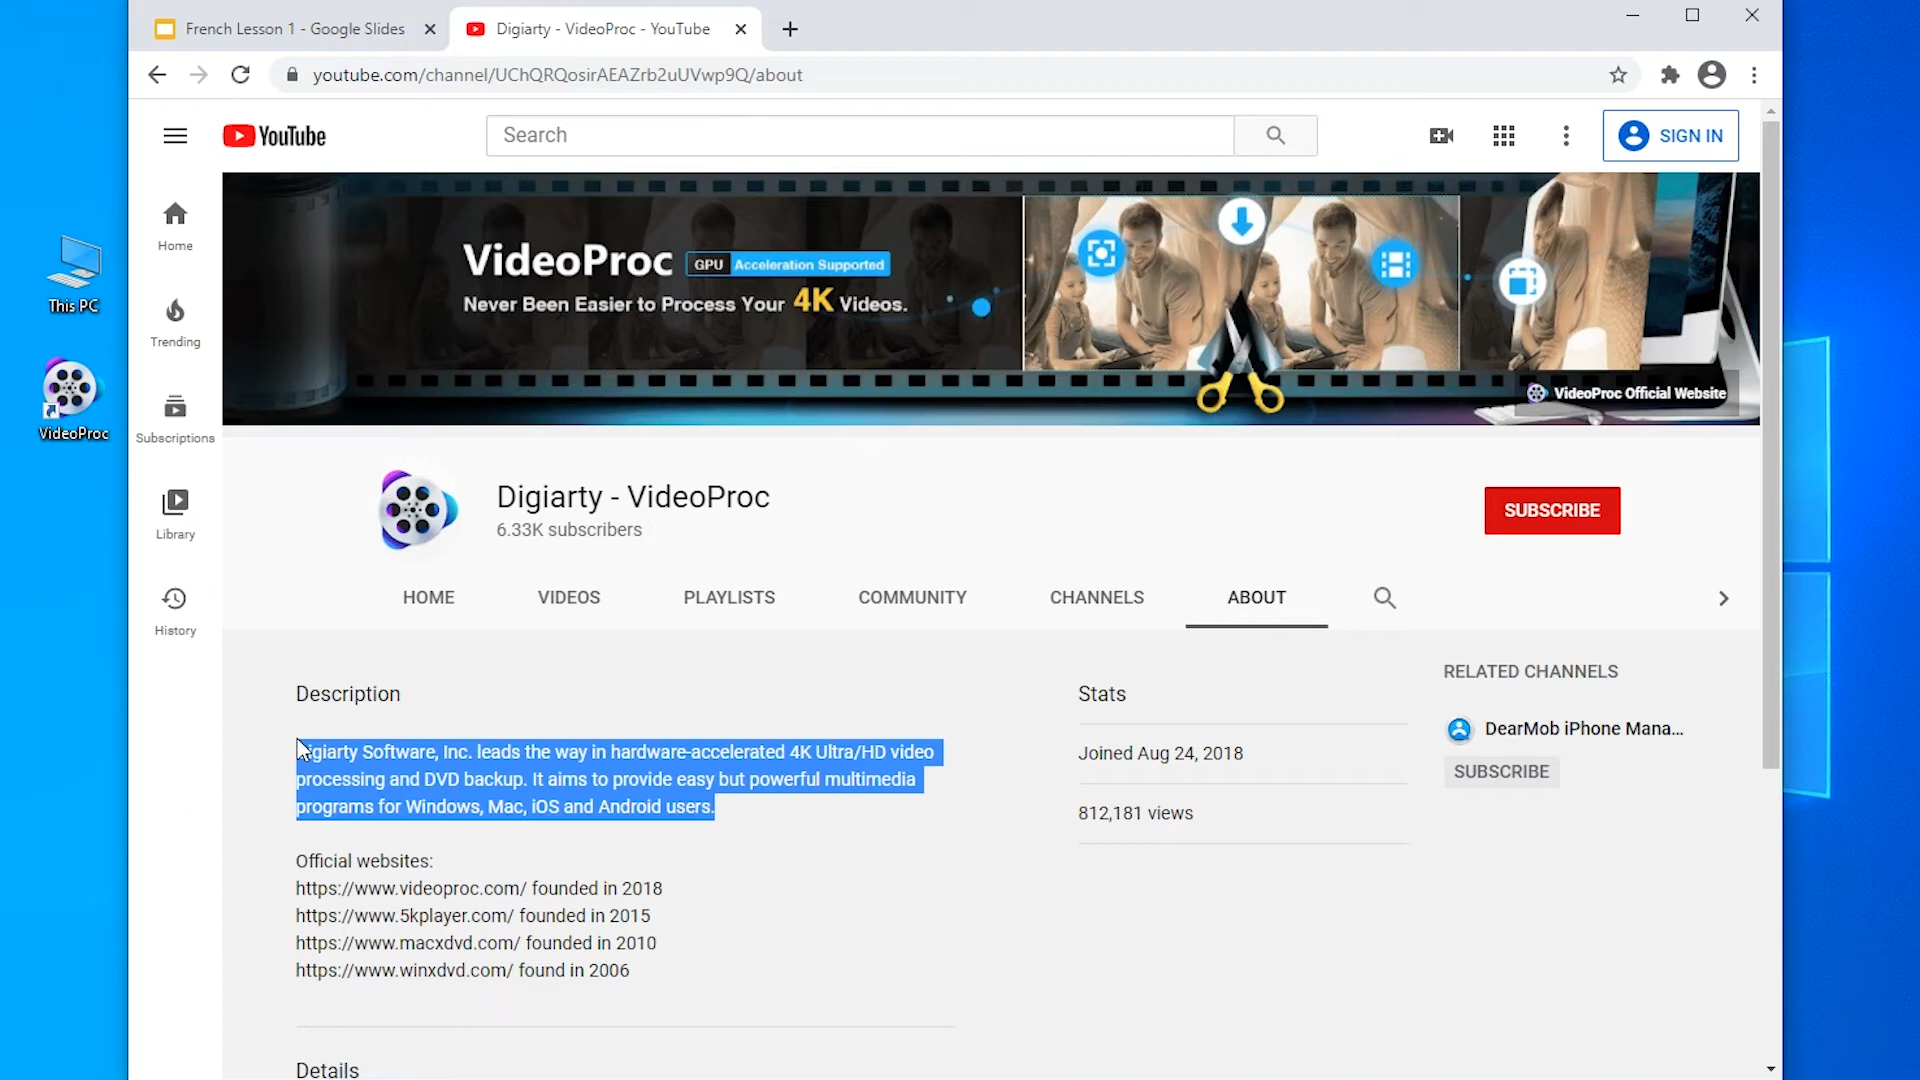 French Lesson 1 - Google Slides
Digiarty - VideoProc - YouTube
youtube.com/channel/UChQRQosirAEAZrb2uUVwp9Q/about
YouTube
Search
SIGN IN
This PC
VideoProc
Home
Trending
Subscriptions
Library
History
VideoProc GPU Acceleration Supported
Never Been Easier to Process Your 4K Videos.
VideoProc Official Website
Digiarty - VideoProc
6.33K subscribers
SUBSCRIBE
HOME VIDEOS PLAYLISTS COMMUNITY CHANNELS ABOUT
Description
Digiarty Software, Inc. leads the way in hardware-accelerated 4K Ultra/HD video
processing and DVD backup. It aims to provide easy but powerful multimedia
programs for Windows, Mac, iOS and Android users.
Official websites:
https://www.videoproc.com/ founded in 2018
https://www.5kplayer.com/ founded in 2015
https://www.macxdvd.com/ founded in 2010
https://www.winxdvd.com/ found in 2006
Details
Stats
Joined Aug 24, 2018
812,181 views
RELATED CHANNELS
DearMob iPhone Mana...
SUBSCRIBE